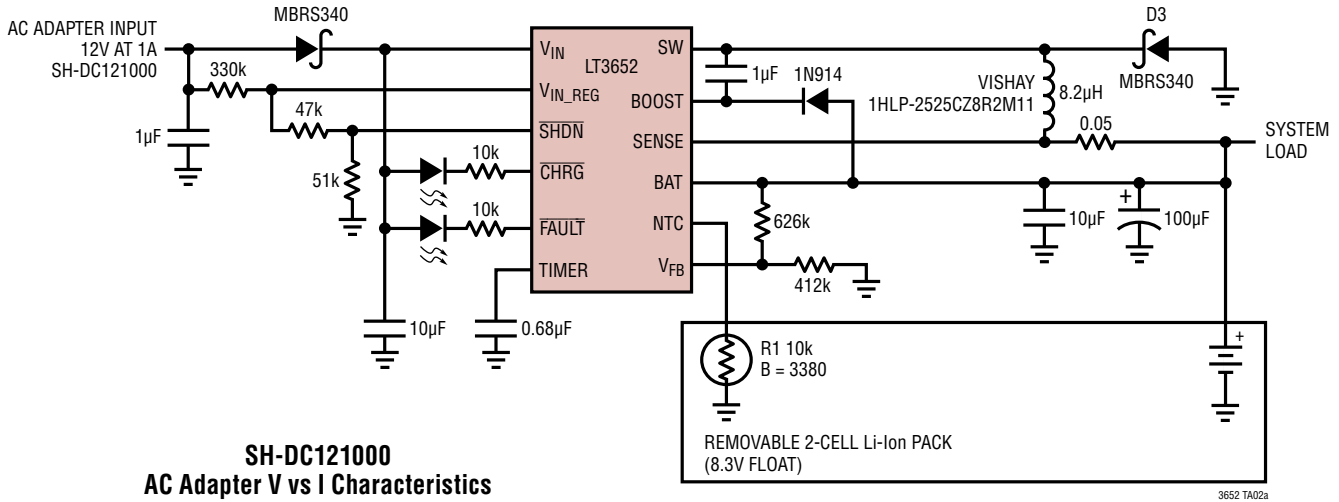 MBRS340
AC ADAPTER INPUT
12V AT 1A
SH-DC121000
330k
47k
1µF
51k
10k
10k
10µF
0.68µF
LT3652
VIN
VIN_REG
SHDN
CHRG
FAULT
TIMER
SW
BOOST
SENSE
BAT
NTC
VFB
1µF
1N914
VISHAY
1HLP-2525CZ8R2M11
8.2µH
D3
MBRS340
0.05
SYSTEM
LOAD
626k
412k
10µF
+
100µF
R1 10k
B = 3380
+
REMOVABLE 2-CELL Li-Ion PACK
(8.3V FLOAT)
3652 TA02a
SH-DC121000
AC Adapter V vs I Characteristics